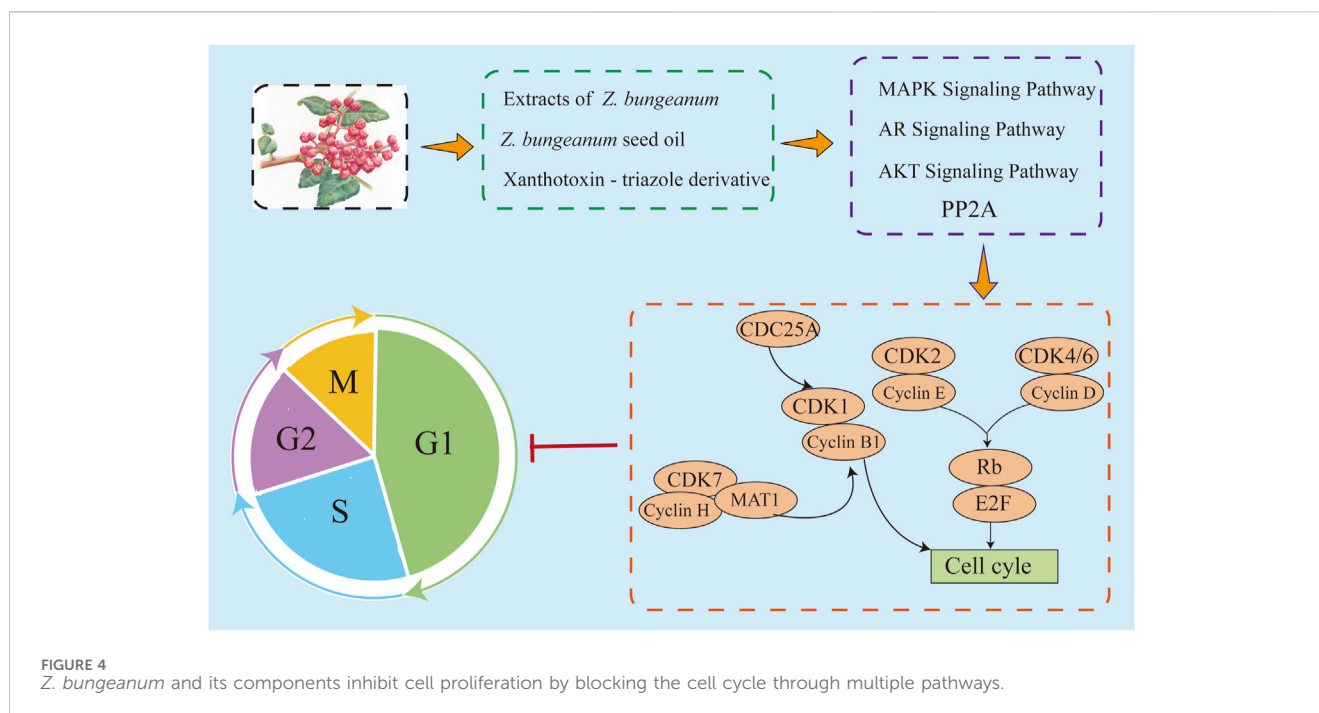 Extracts of Z. bungeanum
Z. bungeanum seed oil
Xanthotoxin - triazole derivative
MAPK Signaling Pathway
AR Signaling Pathway
AKT Signaling Pathway
PP2A
M
G2
G1
S
CDC25A
CDK1
Cyclin B1
CDK7
Cyclin H
MAT1
CDK2
Cyclin E
CDK4/6
Cyclin D
Rb
E2F
Cell cyle
FIGURE 4
Z. bungeanum and its components inhibit cell proliferation by blocking the cell cycle through multiple pathways.